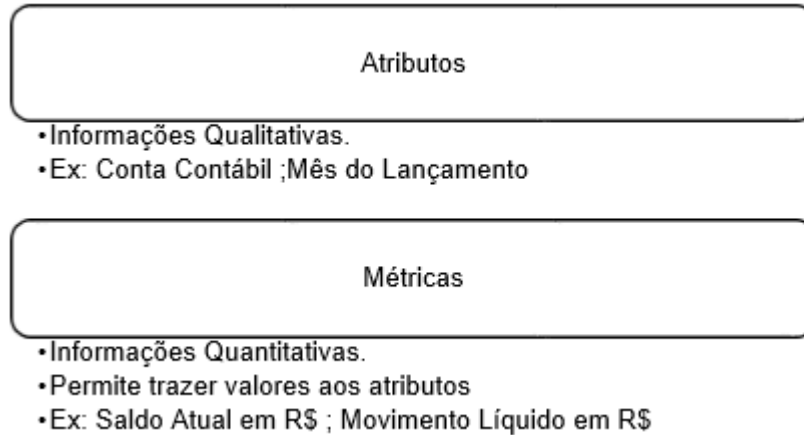 Atributos
•Informações Qualitativas.
•Ex: Conta Contábil ;Mês do Lançamento
Métricas
•Informações Quantitativas.
•Permite trazer valores aos atributos
•Ex: Saldo Atual em R$ ; Movimento Líquido em R$